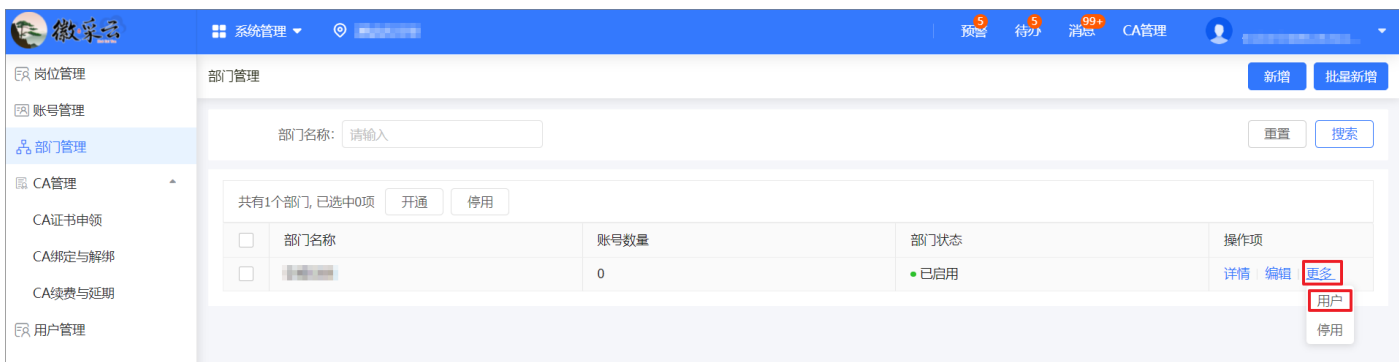 徽采云 系统管理 预警 5 待办 5 消息 99+ CA管理
岗位管理
账号管理
部门管理
CA管理
CA证书申领
CA绑定与解绑
CA续费与延期
用户管理
部门管理 新增 批量新增
部门名称: 请输入 重置 搜索
共有1个部门, 已选中0项 开通 停用
部门名称 账号数量 部门状态 操作项
0 已启用 详情 编辑 更多
用户
停用